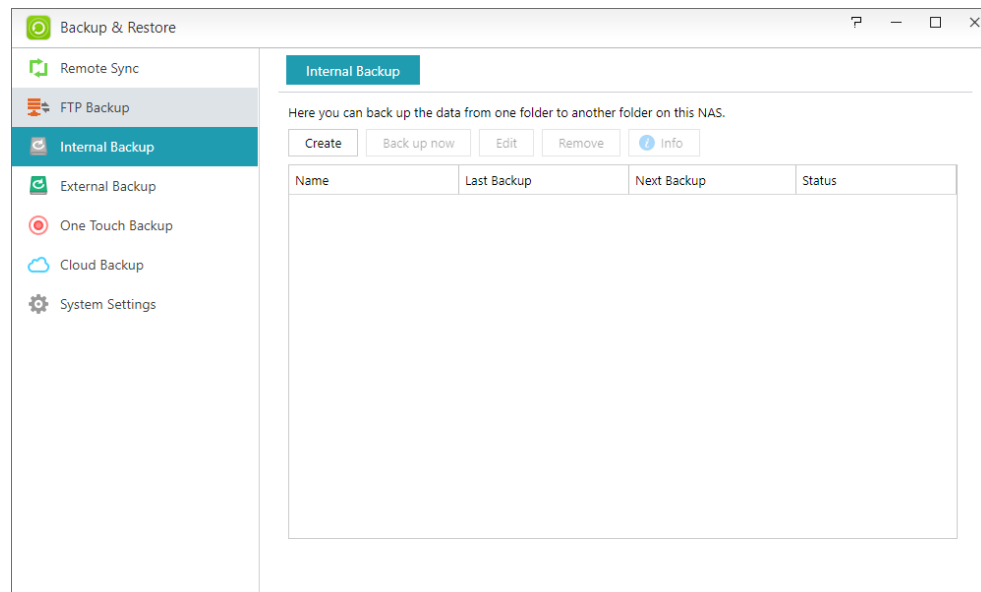 Backup & Restore
Remote Sync
FTP Backup
Internal Backup
External Backup
One Touch Backup
Cloud Backup
System Settings
Internal Backup
Here you can back up the data from one folder to another folder on this NAS.
Create Back up now Edit Remove Info
Name Last Backup Next Backup Status